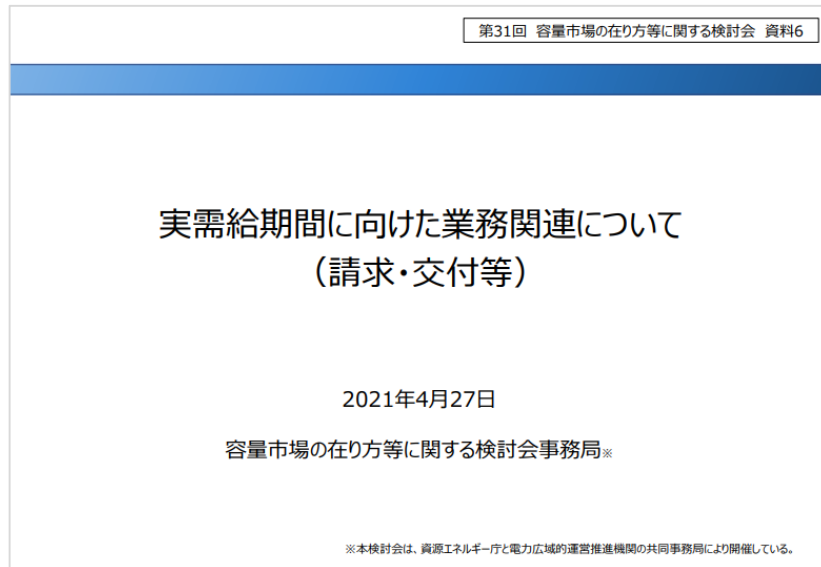 第31回 容量市場の在り方等に関する検討会 資料6
実需給期間に向けた業務関連について
（請求・交付等）
2021年4月27日
容量市場の在り方等に関する検討会事務局※
※本検討会は、資源エネルギー庁と電力広域的運営推進機関の共同事務局により開催している。